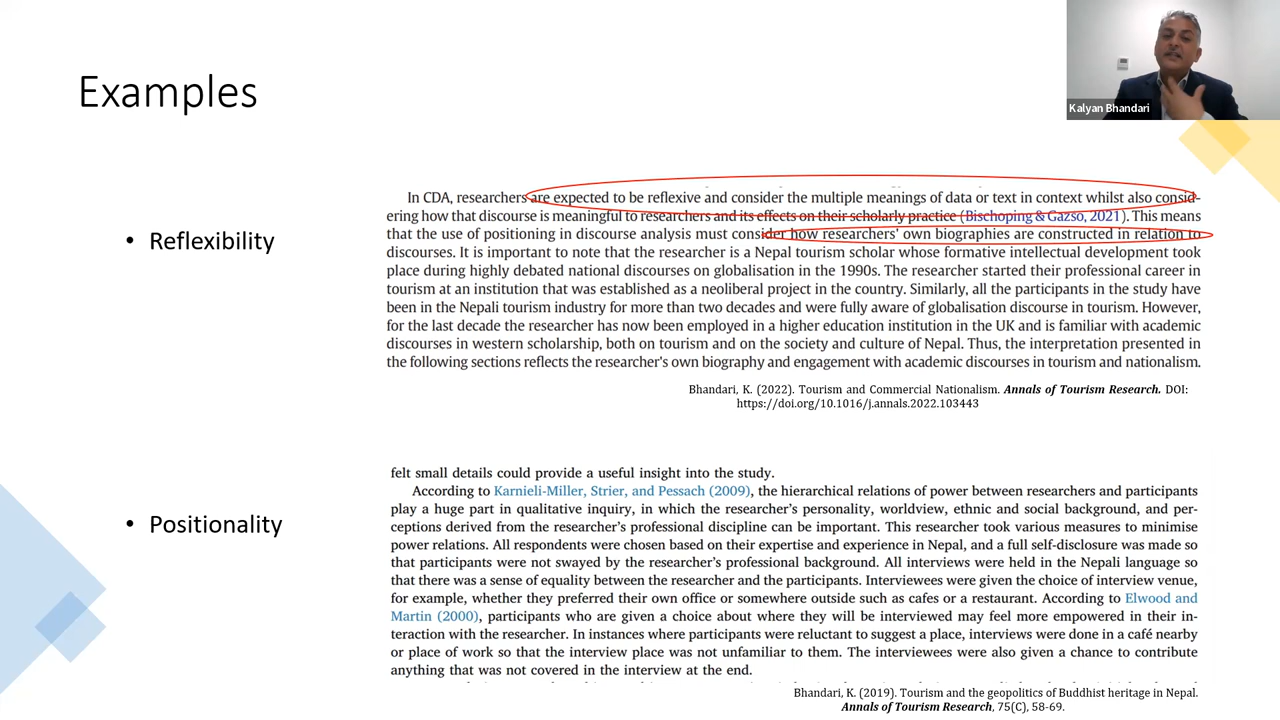 Examples
Kalyan Bhandari
• Reflexibility
In CDA, researchers are expected to be reflexive and consider the multiple meanings of data or text in context whilst also consid-
ering how that discourse is meaningful to researchers and its effects on their scholarly practice (Bischoping & Gazso, 2021). This means
that the use of positioning in discourse analysis must consider how researchers' own biographies are constructed in relation to
discourses. It is important to note that the researcher is a Nepal tourism scholar whose formative intellectual development took
place during highly debated national discourses on globalisation in the 1990s. The researcher started their professional career in
tourism at an institution that was established as a neoliberal project in the country. Similarly, all the participants in the study have
been in the Nepali tourism industry for more than two decades and were fully aware of globalisation discourse in tourism. However,
for the last decade the researcher has now been employed in a higher education institution in the UK and is familiar with academic
discourses in western scholarship, both on tourism and on the society and culture of Nepal. Thus, the interpretation presented in
the following sections reflects the researcher's own biography and engagement with academic discourses in tourism and nationalism.
Bhandari, K. (2022). Tourism and Commercial Nationalism. Annals of Tourism Research. DOI:
https://doi.org/10.1016/j.annals.2022.103443
• Positionality
felt small details could provide a useful insight into the study.
According to Karnieli-Miller, Strier, and Pessach (2009), the hierarchical relations of power between researchers and participants
play a huge part in qualitative inquiry, in which the researcher's personality, worldview, ethnic and social background, and per-
ceptions derived from the researcher's professional discipline can be important. This researcher took various measures to minimise
power relations. All respondents were chosen based on their expertise and experience in Nepal, and a full self-disclosure was made so
that participants were not swayed by the researcher's professional background. All interviews were held in the Nepali language so
that there was a sense of equality between the researcher and the participants. Interviewees were given the choice of interview venue,
for example, whether they preferred their own office or somewhere outside such as cafes or a restaurant. According to Elwood and
Martin (2000), participants who are given a choice about where they will be interviewed may feel more empowered in their in-
teraction with the researcher. In instances where participants were reluctant to suggest a place, interviews were done in a café nearby
or place of work so that the interview place was not unfamiliar to them. The interviewees were also given a chance to contribute
anything that was not covered in the interview at the end.
Bhandari, K. (2019). Tourism and the geopolitics of Buddhist heritage in Nepal.
Annals of Tourism Research, 75(C), 58-69.